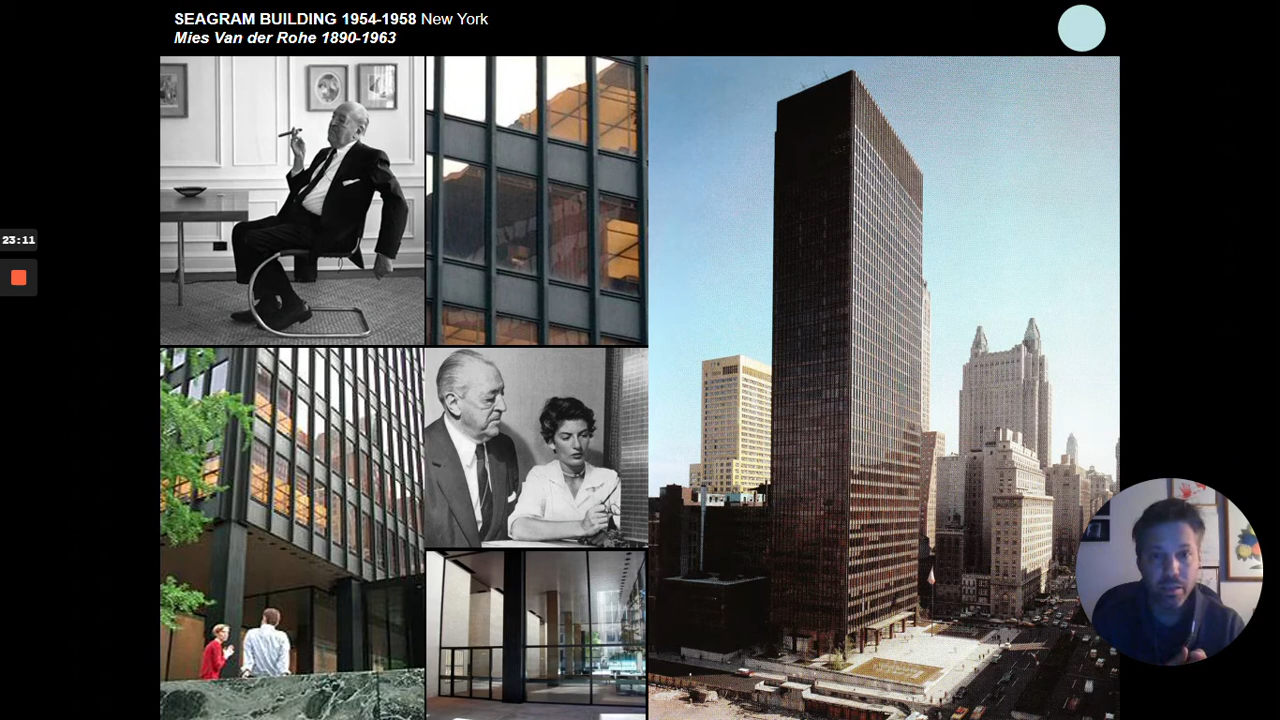 SEAGRAM BUILDING 1954-1958 New York
Mies Van der Rohe 1890-1963
23:11